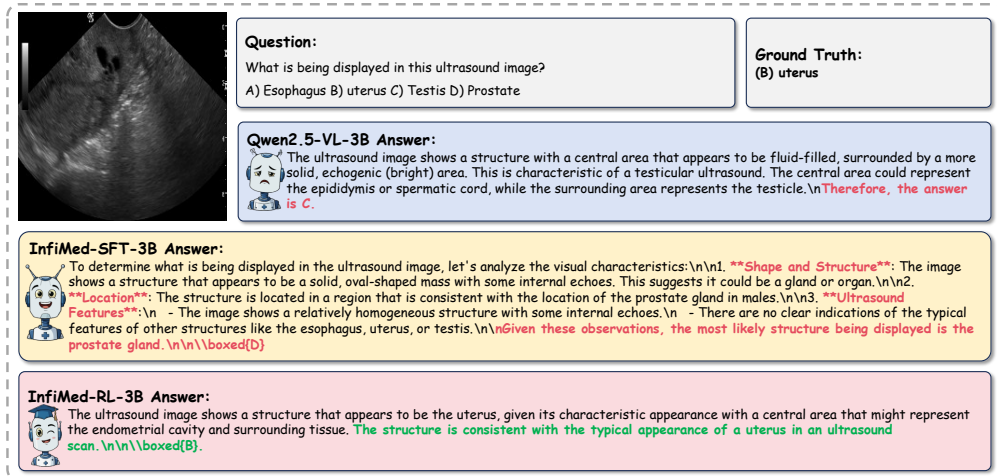 Question:
What is being displayed in this ultrasound image?
A) Esophagus B) uterus C) Testis D) Prostate
Ground Truth:
(B) uterus
Qwen2.5-VL-3B Answer:
The ultrasound image shows a structure with a central area that appears to be fluid-filled, surrounded by a more
solid, echogenic (bright) area. This is characteristic of a testicular ultrasound. The central area could represent
the epididymis or spermatic cord, while the surrounding area represents the testicle.\nTherefore, the answer
is C.
InfiMed-SFT-3B Answer:
To determine what is being displayed in the ultrasound image, let's analyze the visual characteristics:\n\n1. **Shape and Structure**: The image
shows a structure that appears to be a solid, oval-shaped mass with some internal echoes. This suggests it could be a gland or organ.\n\n2.
**Location**: The structure is located in a region that is consistent with the location of the prostate gland in males.\n\n3. **Ultrasound
Features**:\n   - The image shows a relatively homogeneous structure with some internal echoes.\n   - There are no clear indications of the typical
features of other structures like the esophagus, uterus, or testis.\n\nGiven these observations, the most likely structure being displayed is the
prostate gland.\n\n\\boxed{D}
InfiMed-RL-3B Answer:
The ultrasound image shows a structure that appears to be the uterus, given its characteristic appearance with a central area that might represent
the endometrial cavity and surrounding tissue. The structure is consistent with the typical appearance of a uterus in an ultrasound
scan.\n\n\\boxed{B}.